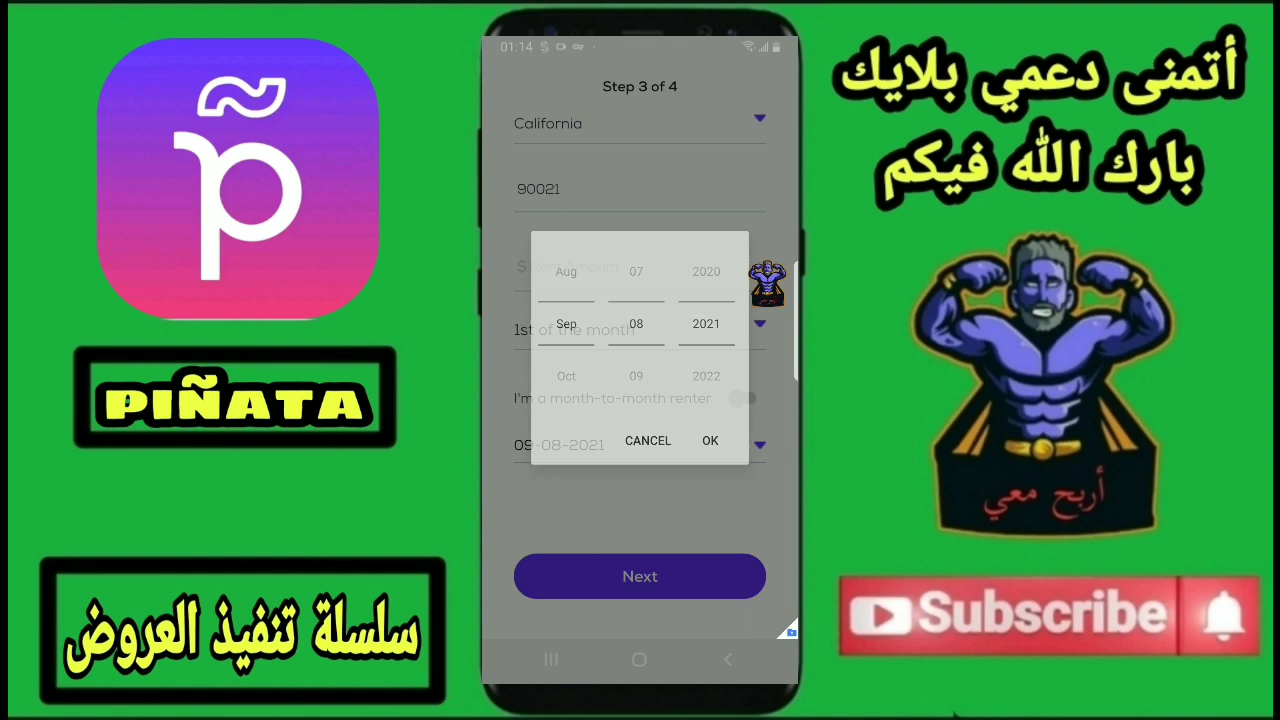 p̃
PIÑATA
سلسلة تنفيذ العروض
01:14
Step 3 of 4
California
90021
$ Rent Amount
Aug 07 2020
Sep 08 2021
Oct 09 2022
1st of the month
I'm a month-to-month renter
CANCEL OK
09-08-2021
Next
أتمنى دعمي بلايك
بارك الله فيكم
أربح معي
Subscribe